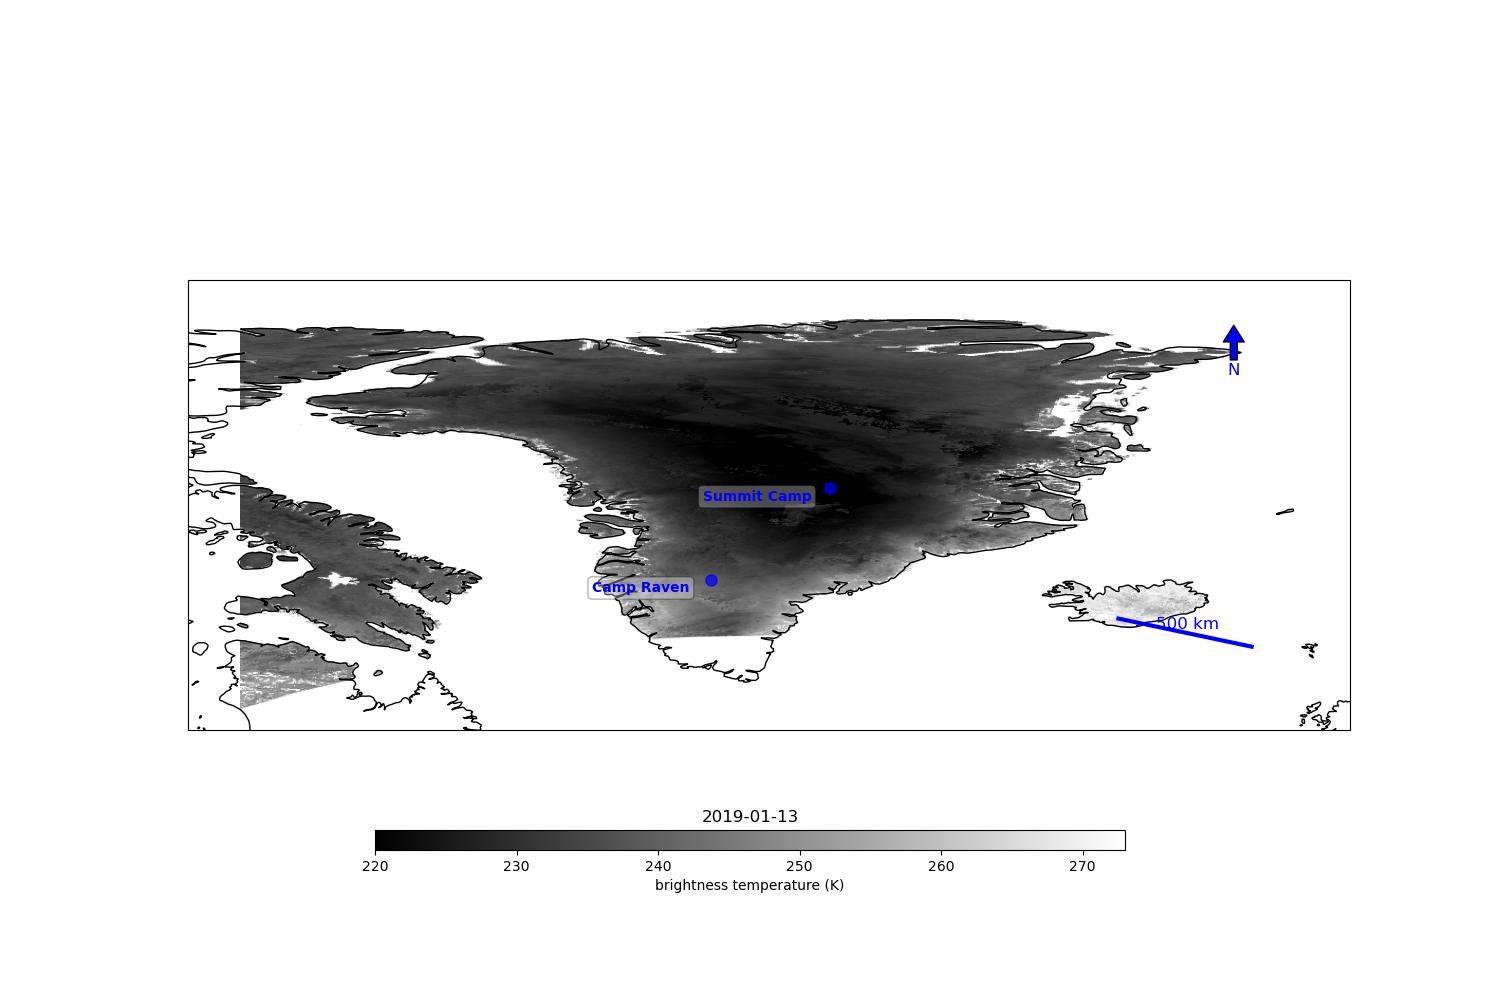 N
Summit Camp
Camp Raven
500 km
2019-01-13
220 230 240 250 260 270
brightness temperature (K)